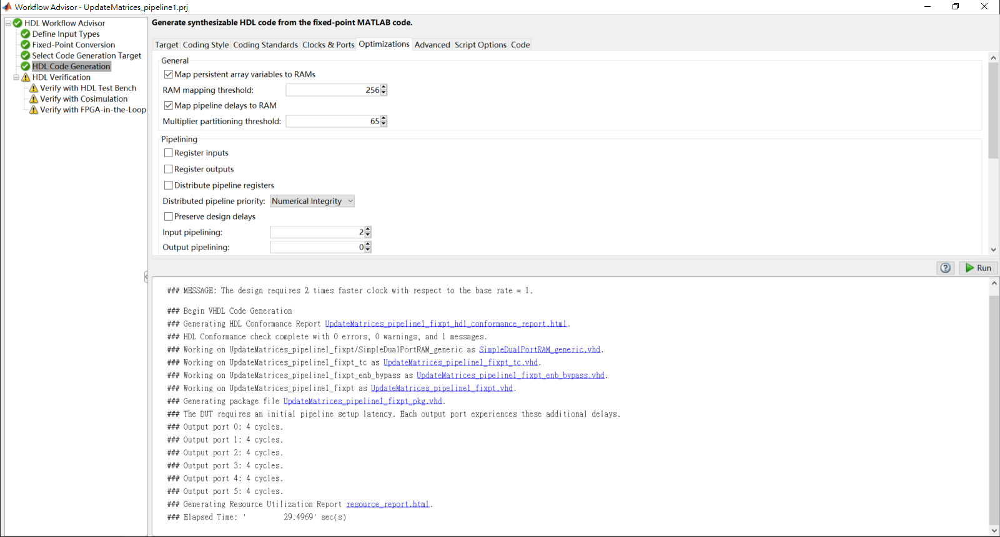 Workflow Advisor - UpdateMatrices_pipeline1.prj
HDL Workflow Advisor
Define Input Types
Fixed-Point Conversion
Select Code Generation Target
HDL Code Generation
HDL Verification
Verify with HDL Test Bench
Verify with Cosimulation
Verify with FPGA-in-the-Loop
Generate synthesizable HDL code from the fixed-point MATLAB code.
Target Coding Style Coding Standards Clocks & Ports Optimizations Advanced Script Options Code
General
Map persistent array variables to RAMs
RAM mapping threshold: 256
Map pipeline delays to RAM
Multiplier partitioning threshold: 65
Pipelining
Register inputs
Register outputs
Distribute pipeline registers
Distributed pipeline priority: Numerical Integrity
Preserve design delays
Input pipelining: 2
Output pipelining: 0
? Run
### MESSAGE: The design requires 2 times faster clock with respect to the base rate = 1.
### Begin VHDL Code Generation
### Generating HDL Conformance Report UpdateMatrices_pipeline1_fixpt_hdl_conformance_report.html.
### HDL Conformance check complete with 0 errors, 0 warnings, and 1 messages.
### Working on UpdateMatrices_pipeline1_fixpt/SimpleDualPortRAM_generic as SimpleDualPortRAM_generic.vhd.
### Working on UpdateMatrices_pipeline1_fixpt_tc as UpdateMatrices_pipeline1_fixpt_tc.vhd.
### Working on UpdateMatrices_pipeline1_fixpt_enb_bypass as UpdateMatrices_pipeline1_fixpt_enb_bypass.vhd.
### Working on UpdateMatrices_pipeline1_fixpt as UpdateMatrices_pipeline1_fixpt.vhd.
### Generating package file UpdateMatrices_pipeline1_fixpt_pkg.vhd.
### The DUT requires an initial pipeline setup latency. Each output port experiences these additional delays.
### Output port 0: 4 cycles.
### Output port 1: 4 cycles.
### Output port 2: 4 cycles.
### Output port 3: 4 cycles.
### Output port 4: 4 cycles.
### Output port 5: 4 cycles.
### Generating Resource Utilization Report resource_report.html.
### Elapsed Time: '         29.4969' sec(s)